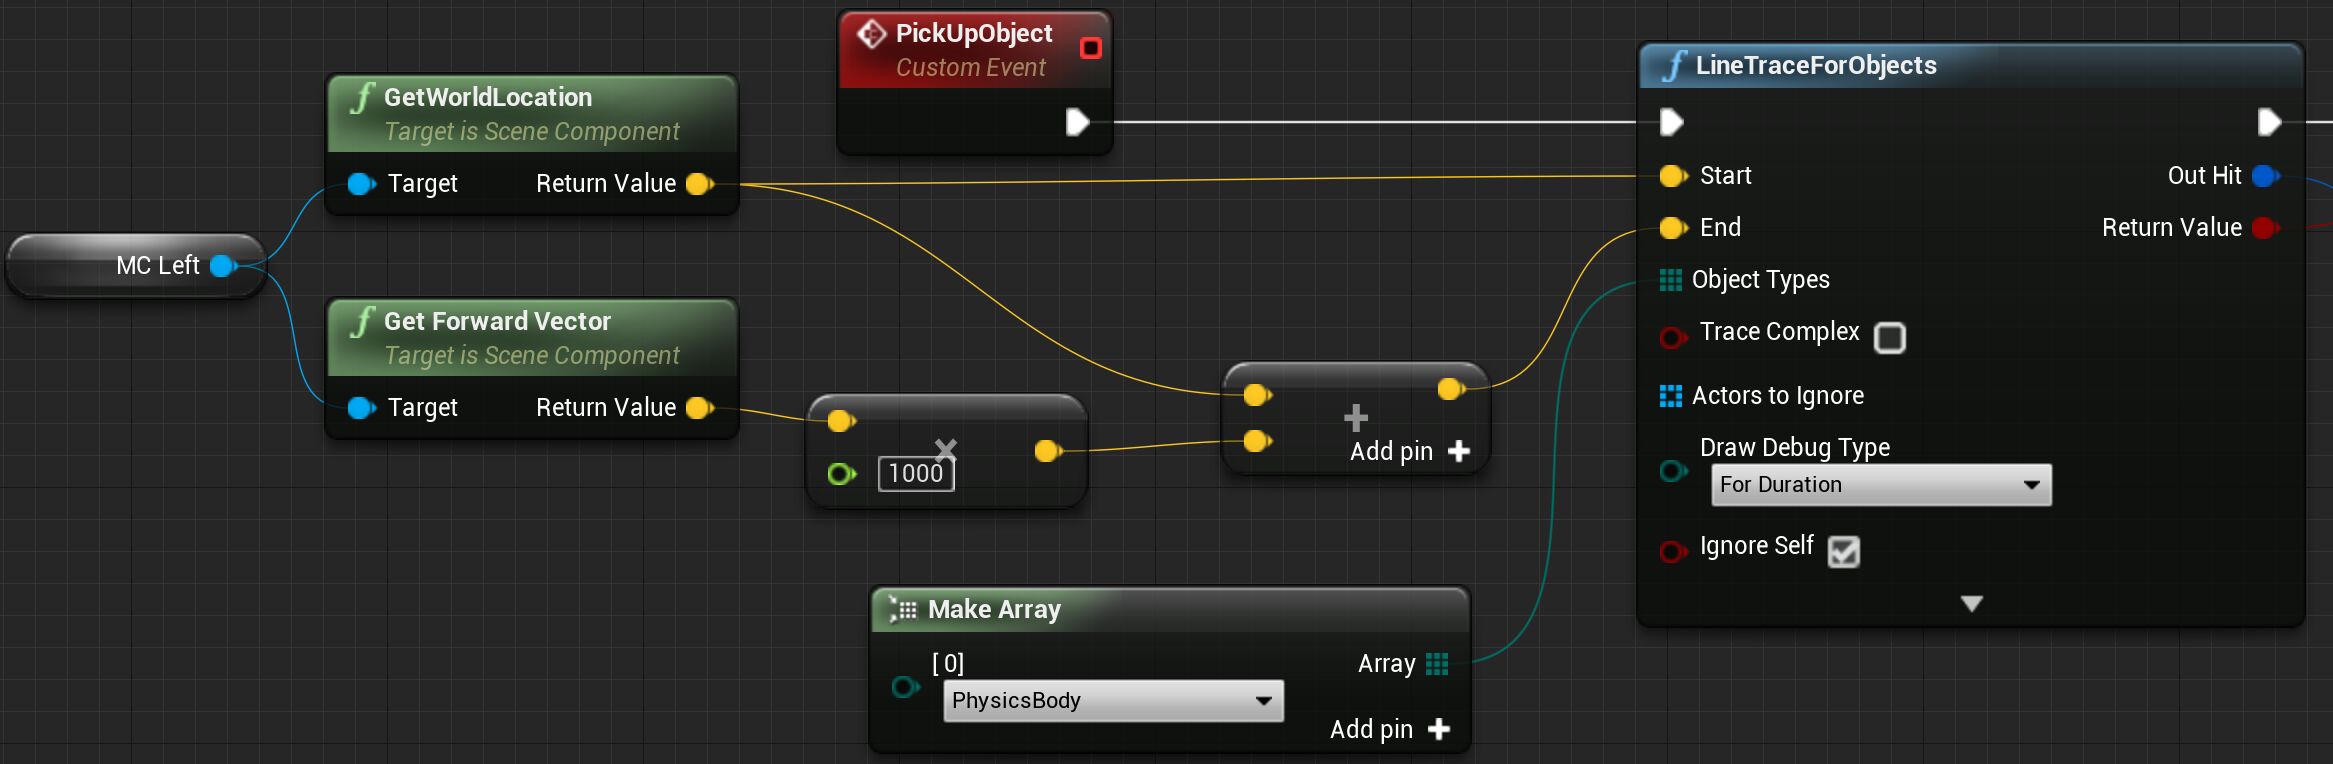 PickUpObject
Custom Event
GetWorldLocation
Target is Scene Component
Target Return Value
MC Left
Get Forward Vector
Target is Scene Component
Target Return Value
1000
Add pin
Make Array
[ 0]
Array
PhysicsBody
Add pin
LineTraceForObjects
Start Out Hit
End Return Value
Object Types
Trace Complex
Actors to Ignore
Draw Debug Type
For Duration
Ignore Self